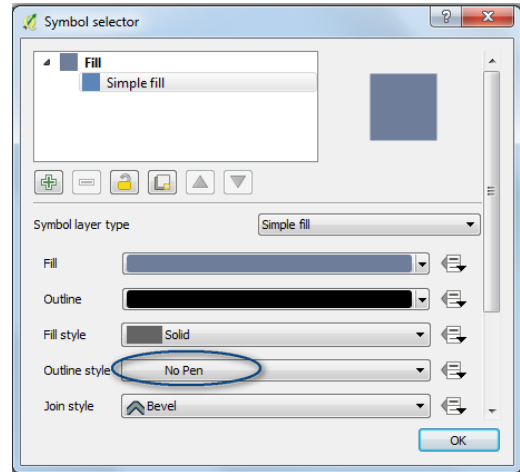 Symbol selector
Fill
Simple fill
Symbol layer type Simple fill
Fill
Outline
Fill style Solid
Outline style No Pen
Join style Bevel
OK